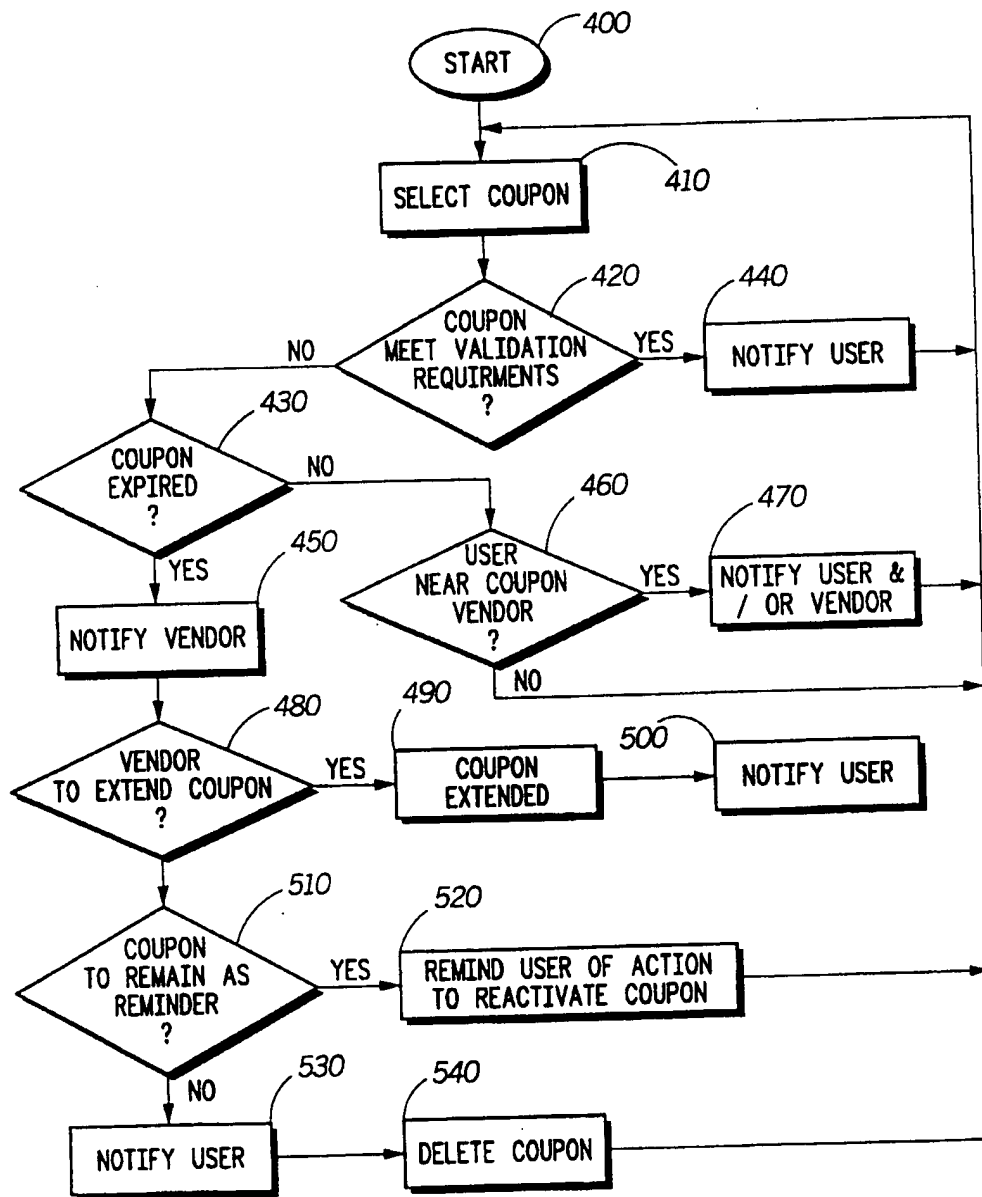 400
START
410
SELECT COUPON
420
COUPON
MEET VALIDATION
REQUIRMENTS
?
NO
YES
440
NOTIFY USER
430
COUPON
EXPIRED
?
NO
YES
460
USER
NEAR COUPON
VENDOR
?
YES
NO
470
NOTIFY USER &
/ OR VENDOR
450
NOTIFY VENDOR
480
VENDOR
TO EXTEND COUPON
?
YES
490
COUPON
EXTENDED
500
NOTIFY USER
510
COUPON
TO REMAIN AS
REMINDER
?
YES
NO
520
REMIND USER OF ACTION
TO REACTIVATE COUPON
530
NOTIFY USER
540
DELETE COUPON